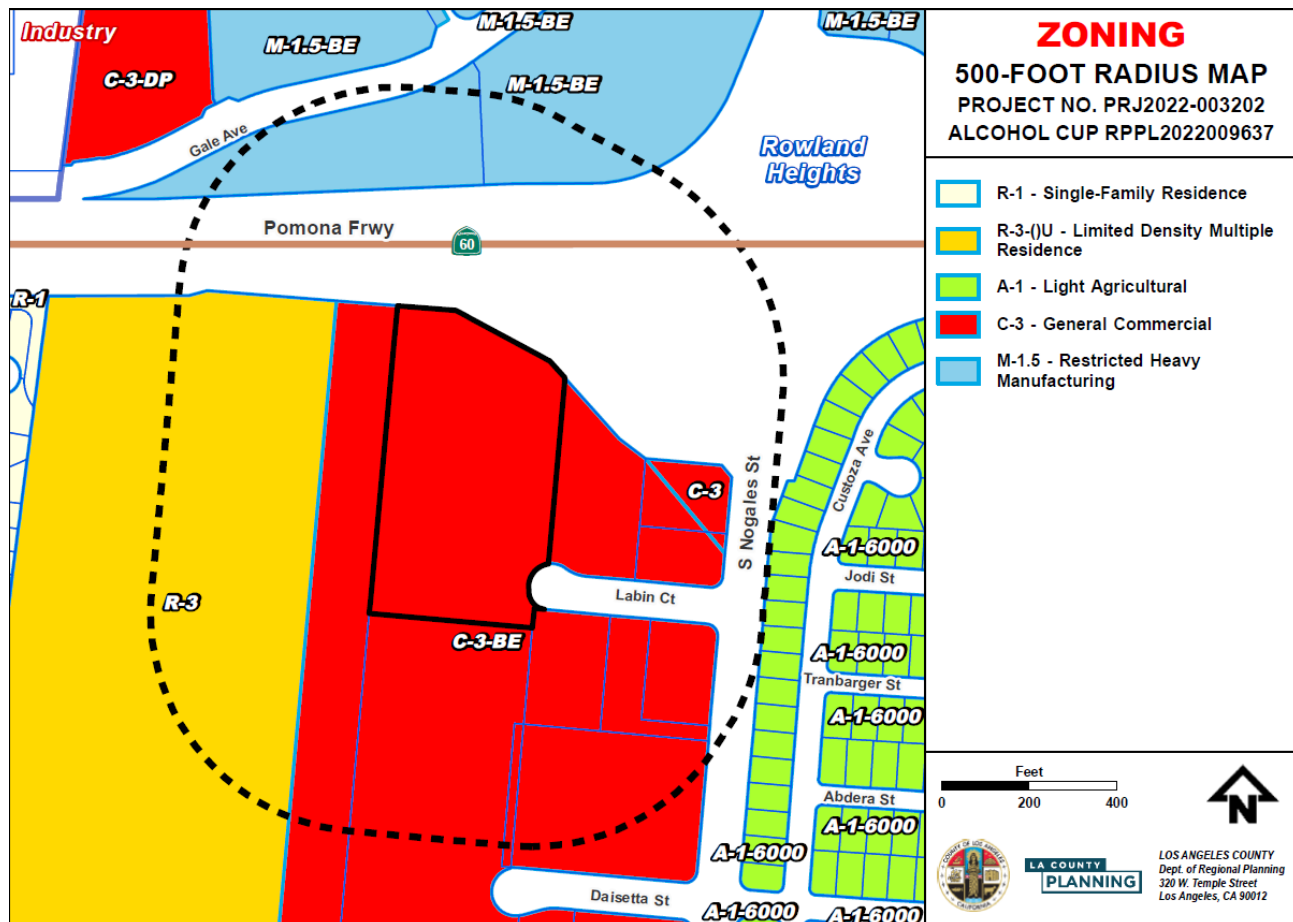 Industry
C-3-DP
M-1.5-BE
M-1.5-BE
M-1.5-BE
M-1.5-BE
Gale Ave
Rowland
Heights
Pomona Frwy
60
R-1
R-3
C-3
C-3-BE
S Nogales St
Custoza Ave
Labin Ct
A-1-6000
Jodi St
A-1-6000
Tranbarger St
A-1-6000
Abdera St
A-1-6000
A-1-6000
Daisetta St
A-1-6000
ZONING
500-FOOT RADIUS MAP
PROJECT NO. PRJ2022-003202
ALCOHOL CUP RPPL2022009637
R-1 - Single-Family Residence
R-3-()U - Limited Density Multiple
Residence
A-1 - Light Agricultural
C-3 - General Commercial
M-1.5 - Restricted Heavy
Manufacturing
Feet
0 200 400
N
COUNTY OF LOS ANGELES
CALIFORNIA
LA COUNTY
PLANNING
LOS ANGELES COUNTY
Dept. of Regional Planning
320 W. Temple Street
Los Angeles, CA 90012